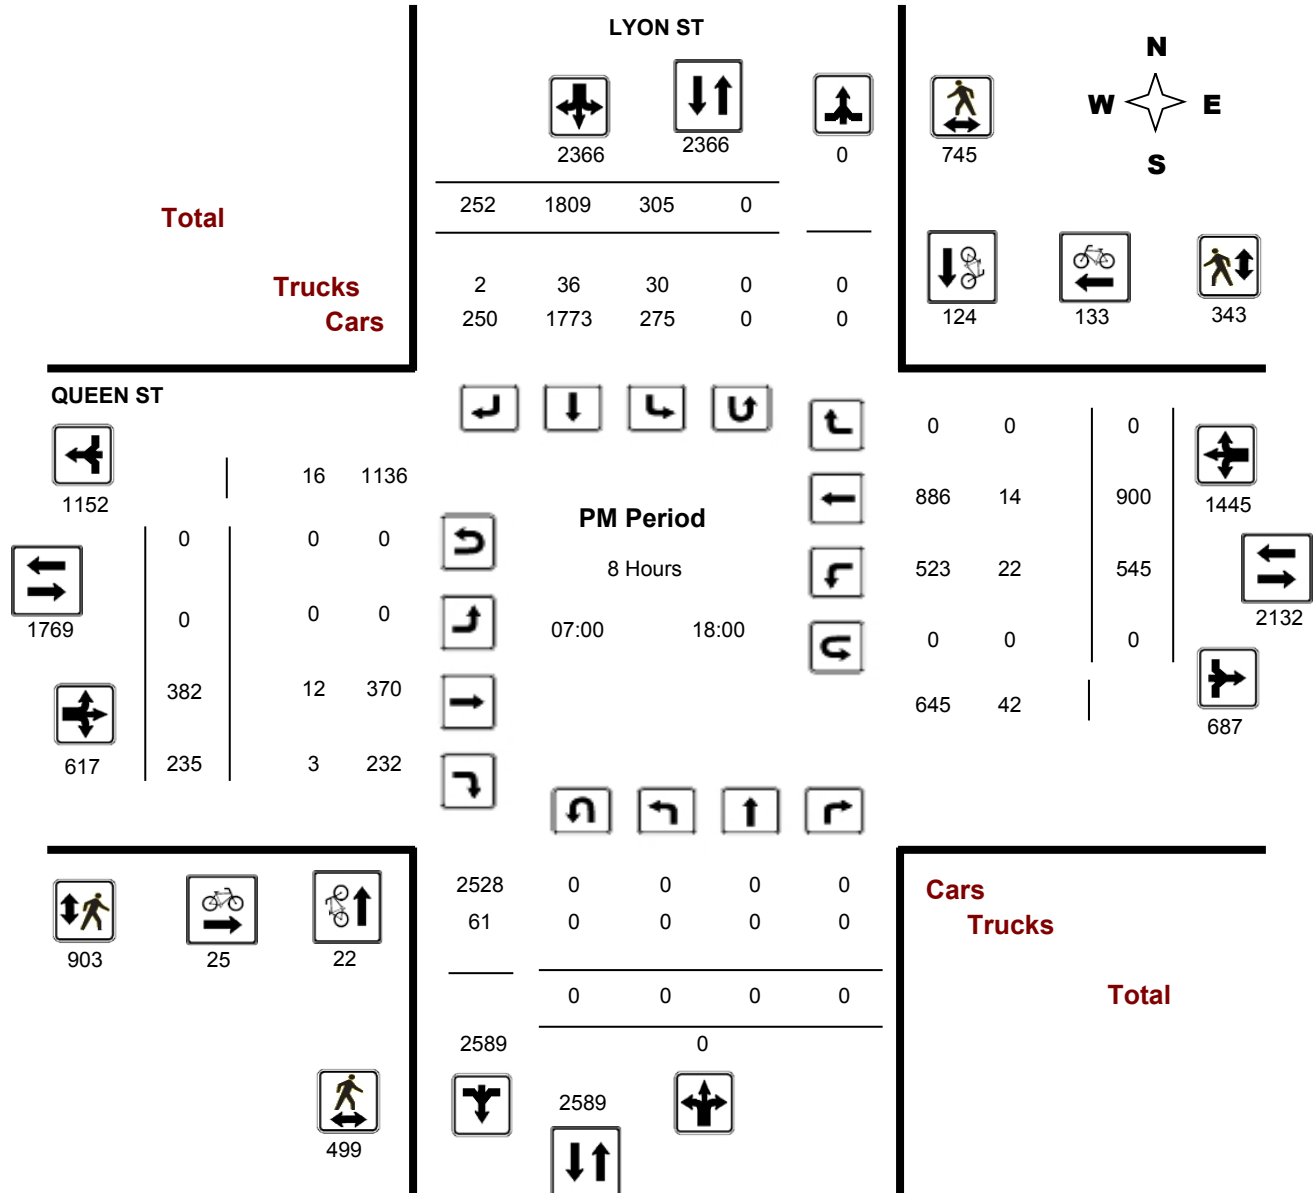 LYON ST
N
W E
S
2366 2366 0 745
252 1809 305 0
Total
Trucks 2 36 30 0 0
Cars 250 1773 275 0 0
124 133 343
QUEEN ST
0 0 0
16 1136
1152
886 14 900 1445
PM Period
0 0 0
8 Hours
523 22 545
1769
0 0 0
07:00 18:00
2132
0 0 0
382 12 370
645 42
687
617 235 3 232
2528 0 0 0 0
Cars
61 0 0 0 0
Trucks
903 25 22
0 0 0 0
Total
2589 0
2589
499